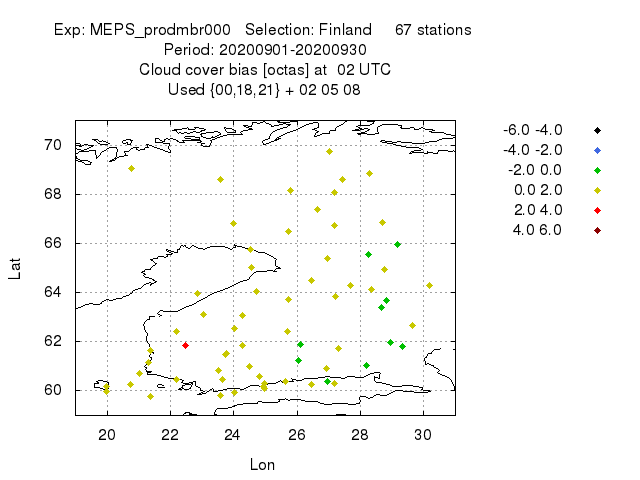 Exp: MEPS_prodmbr000 Selection: Finland 67 stations
Period: 20200901-20200930
Cloud cover bias [octas] at 02 UTC
Used {00,18,21} + 02 05 08
-6.0 -4.0
-4.0 -2.0
-2.0 0.0
0.0 2.0
2.0 4.0
4.0 6.0
70
68
66
64
62
60
Lat
20 22 24 26 28 30
Lon